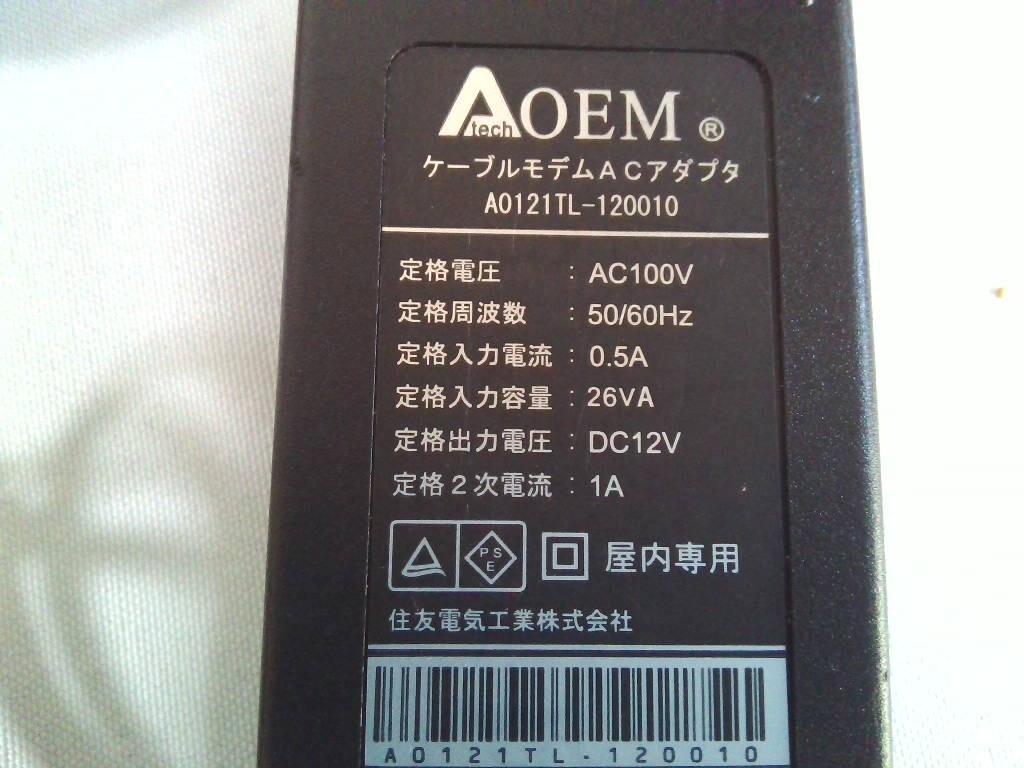 Atech OEM ®
ケーブルモデムＡＣアダプタ
A0121TL-120010
定格電圧 : AC100V
定格周波数 : 50/60Hz
定格入力電流 : 0.5A
定格入力容量 : 26VA
定格出力電圧 : DC12V
定格２次電流 : 1A
PS
E
屋内専用
住友電気工業株式会社
A0121TL-120010